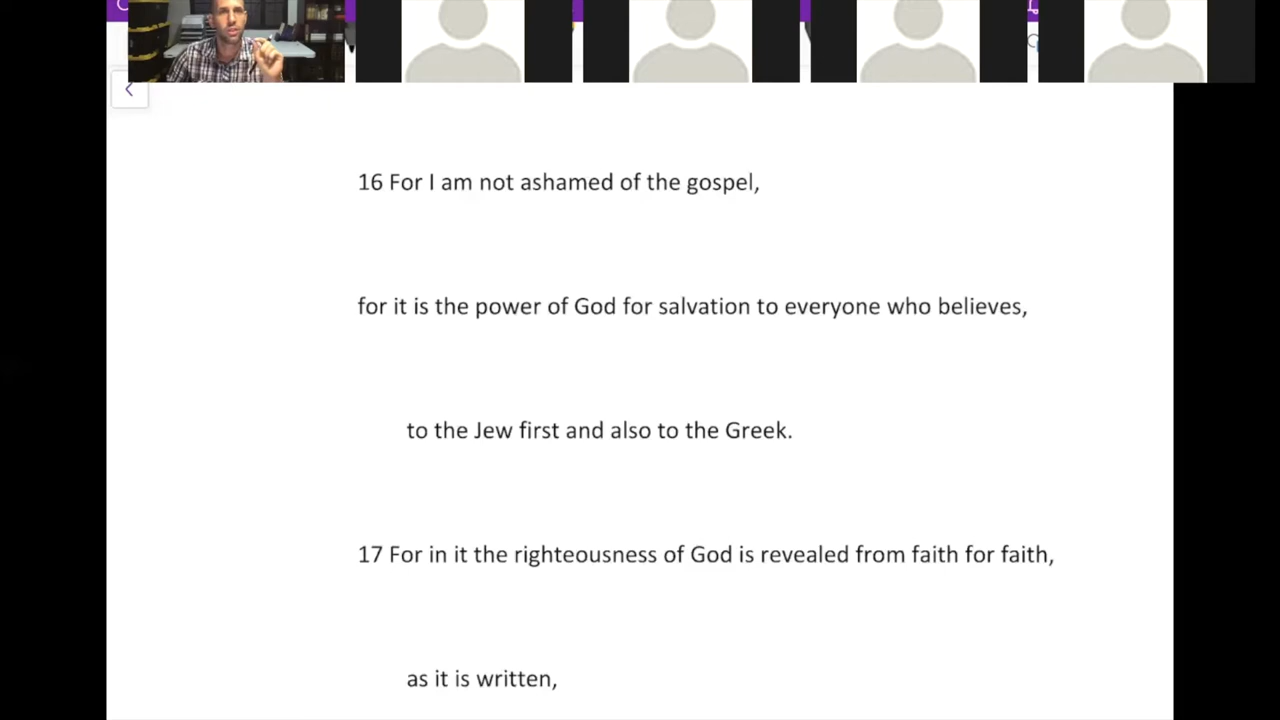 16 For I am not ashamed of the gospel,
for it is the power of God for salvation to everyone who believes,
to the Jew first and also to the Greek.
17 For in it the righteousness of God is revealed from faith for faith,
as it is written,